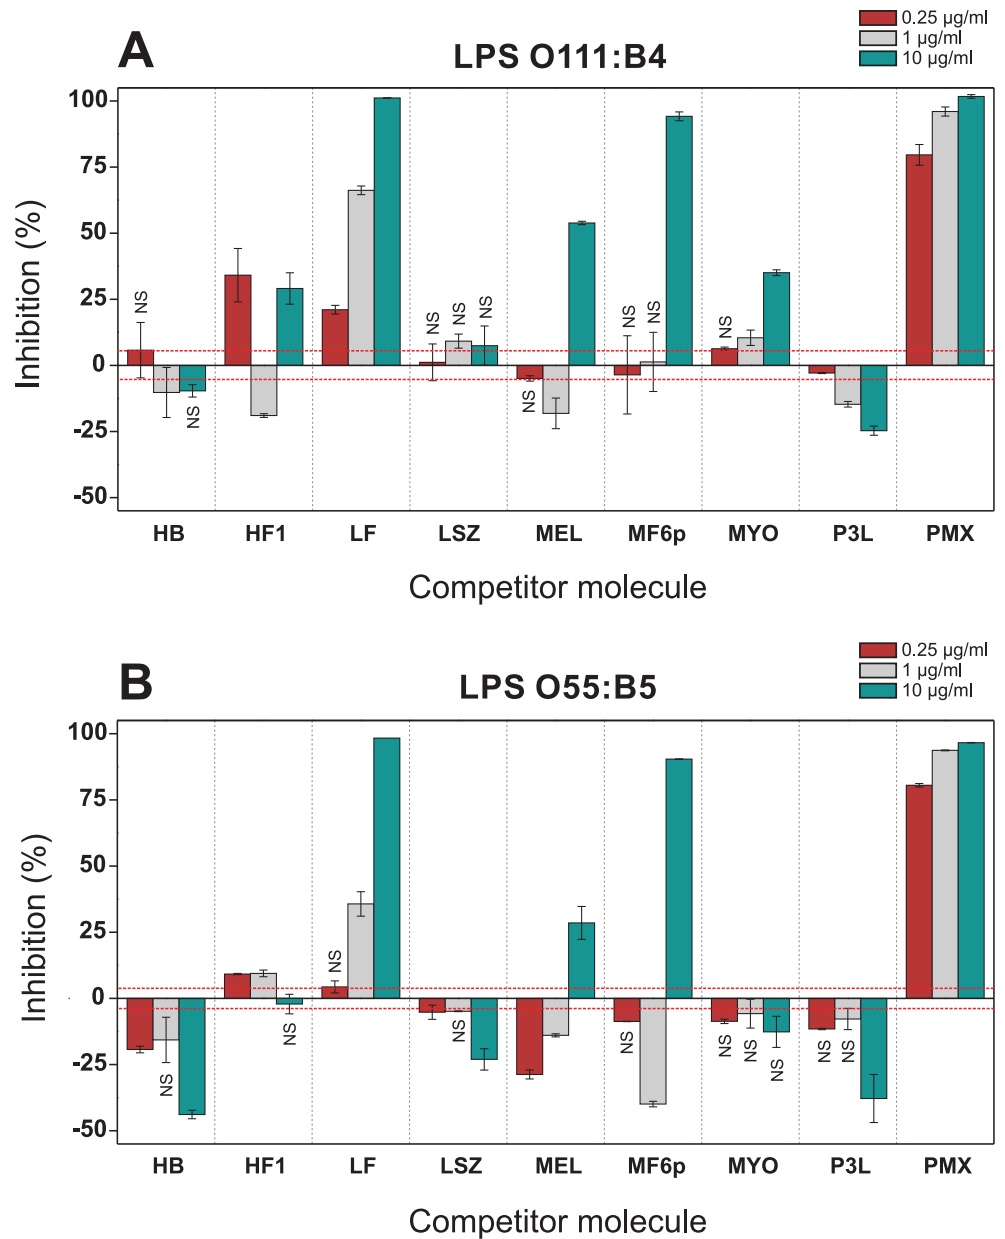 A
LPS O111:B4
0.25 µg/ml
1 µg/ml
10 µg/ml
Inhibition (%)
100
75
50
25
0
-25
-50
NS
NS
NS
NS
NS
NS
NS
NS
NS
HB HF1 LF LSZ MEL MF6p MYO P3L PMX
Competitor molecule
B
LPS O55:B5
0.25 µg/ml
1 µg/ml
10 µg/ml
Inhibition (%)
100
75
50
25
0
-25
-50
NS
NS
NS
NS
NS
NS
NS
NS
NS
NS
HB HF1 LF LSZ MEL MF6p MYO P3L PMX
Competitor molecule